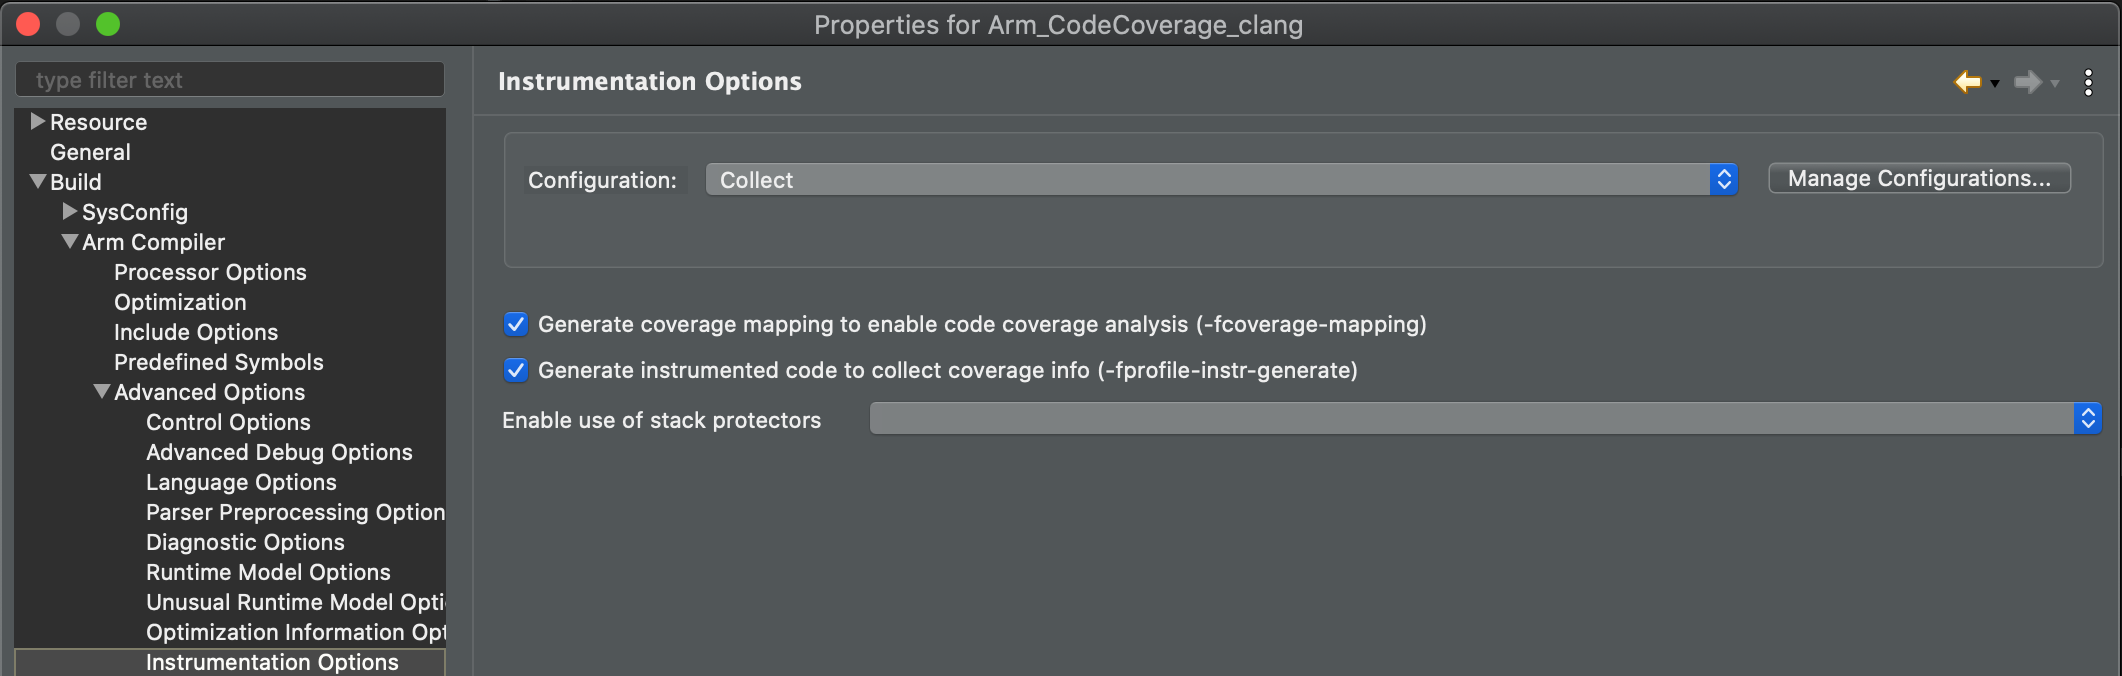 Properties for Arm_CodeCoverage_clang
type filter text
Resource
General
Build
SysConfig
Arm Compiler
Processor Options
Optimization
Include Options
Predefined Symbols
Advanced Options
Control Options
Advanced Debug Options
Language Options
Parser Preprocessing Option
Diagnostic Options
Runtime Model Options
Unusual Runtime Model Opti
Optimization Information Opt
Instrumentation Options
Instrumentation Options
Configuration: Collect Manage Configurations...
Generate coverage mapping to enable code coverage analysis (-fcoverage-mapping)
Generate instrumented code to collect coverage info (-fprofile-instr-generate)
Enable use of stack protectors